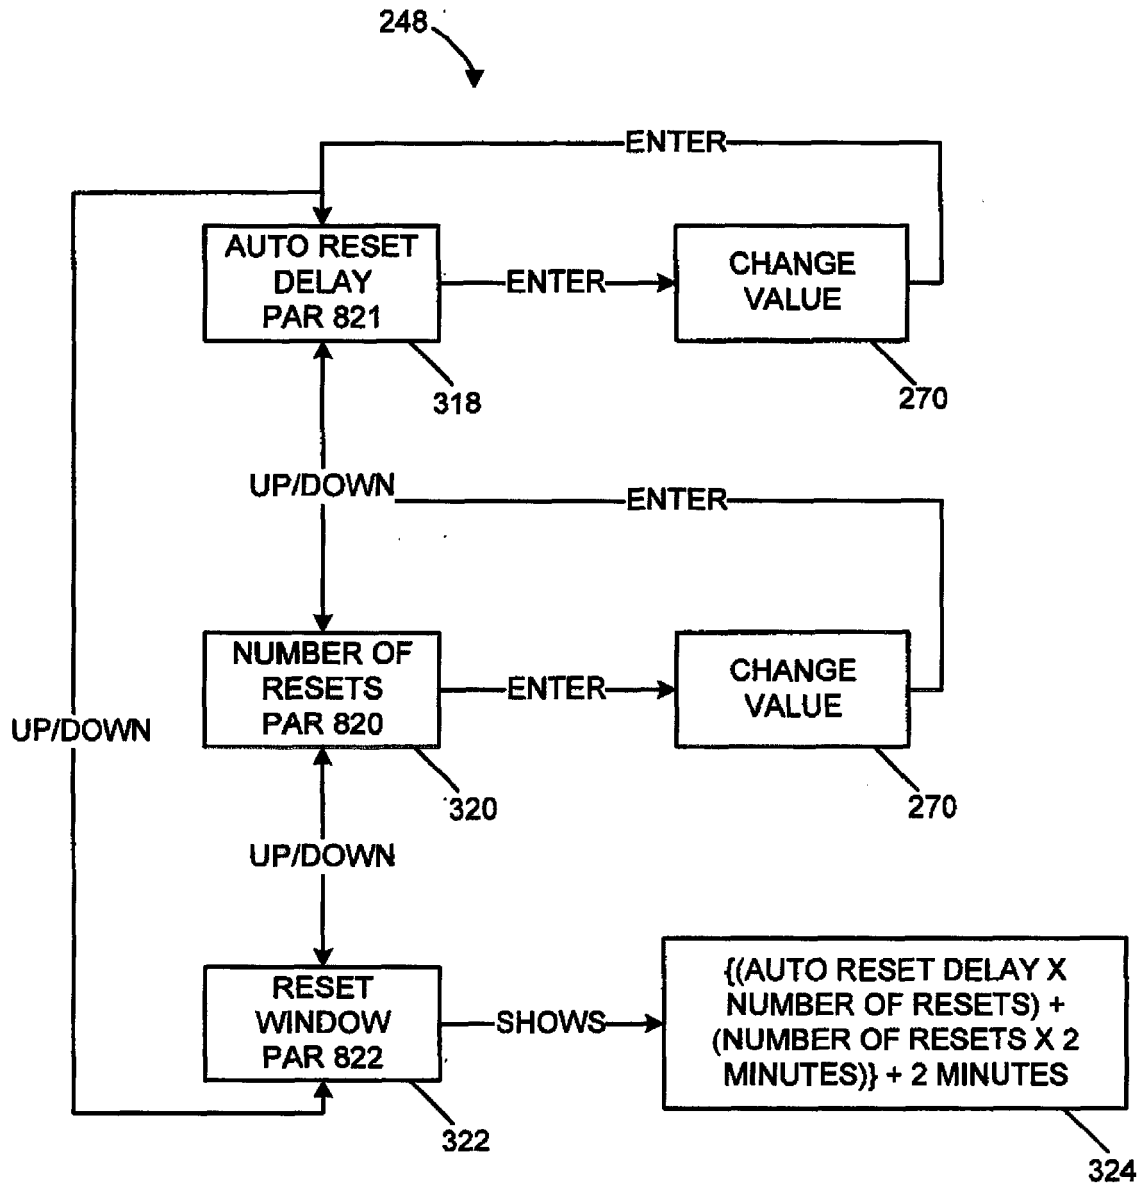 248
ENTER
AUTO RESET
DELAY
PAR 821
ENTER
CHANGE
VALUE
318
270
UP/DOWN
ENTER
NUMBER OF
RESETS
PAR 820
ENTER
CHANGE
VALUE
UP/DOWN
320
270
UP/DOWN
RESET
WINDOW
PAR 822
SHOWS
{(AUTO RESET DELAY X
NUMBER OF RESETS) +
(NUMBER OF RESETS X 2
MINUTES)} + 2 MINUTES
322
324